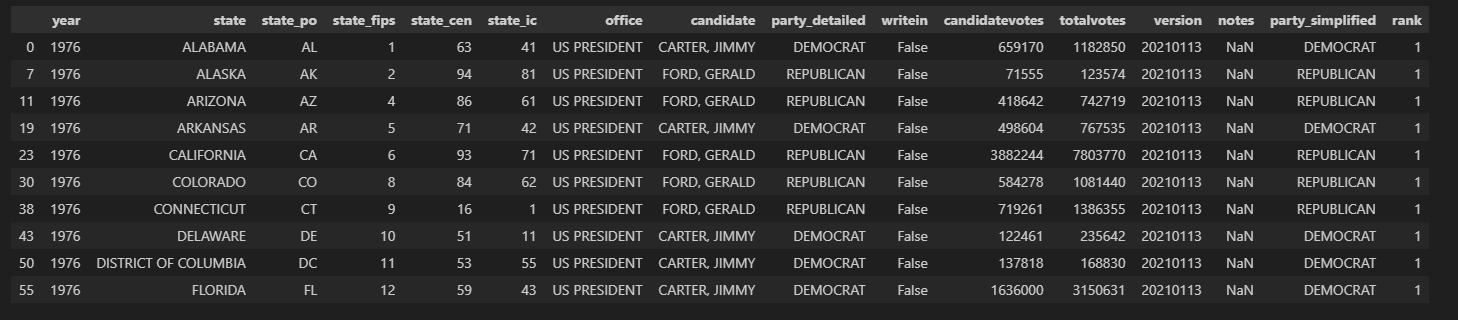 year state state_po state_fips state_cen state_ic office candidate party_detailed writein candidatevotes totalvotes version notes party_simplified rank
0 1976 ALABAMA AL 1 63 41 US PRESIDENT CARTER, JIMMY DEMOCRAT False 659170 1182850 20210113 NaN DEMOCRAT 1
7 1976 ALASKA AK 2 94 81 US PRESIDENT FORD, GERALD REPUBLICAN False 71555 123574 20210113 NaN REPUBLICAN 1
11 1976 ARIZONA AZ 4 86 61 US PRESIDENT FORD, GERALD REPUBLICAN False 418642 742719 20210113 NaN REPUBLICAN 1
19 1976 ARKANSAS AR 5 71 42 US PRESIDENT CARTER, JIMMY DEMOCRAT False 498604 767535 20210113 NaN DEMOCRAT 1
23 1976 CALIFORNIA CA 6 93 71 US PRESIDENT FORD, GERALD REPUBLICAN False 3882244 7803770 20210113 NaN REPUBLICAN 1
30 1976 COLORADO CO 8 84 62 US PRESIDENT FORD, GERALD REPUBLICAN False 584278 1081440 20210113 NaN REPUBLICAN 1
38 1976 CONNECTICUT CT 9 16 1 US PRESIDENT FORD, GERALD REPUBLICAN False 719261 1386355 20210113 NaN REPUBLICAN 1
43 1976 DELAWARE DE 10 51 11 US PRESIDENT CARTER, JIMMY DEMOCRAT False 122461 235642 20210113 NaN DEMOCRAT 1
50 1976 DISTRICT OF COLUMBIA DC 11 53 55 US PRESIDENT CARTER, JIMMY DEMOCRAT False 137818 168830 20210113 NaN DEMOCRAT 1
55 1976 FLORIDA FL 12 59 43 US PRESIDENT CARTER, JIMMY DEMOCRAT False 1636000 3150631 20210113 NaN DEMOCRAT 1